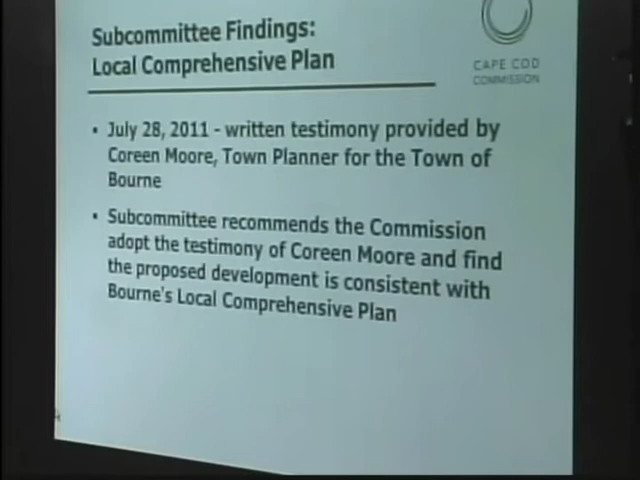 Subcommittee Findings:
Local Comprehensive Plan
CAPE COD
COMMISSION
• July 28, 2011 - written testimony provided by
Coreen Moore, Town Planner for the Town of
Bourne
• Subcommittee recommends the Commission
adopt the testimony of Coreen Moore and find
the proposed development is consistent with
Bourne's Local Comprehensive Plan